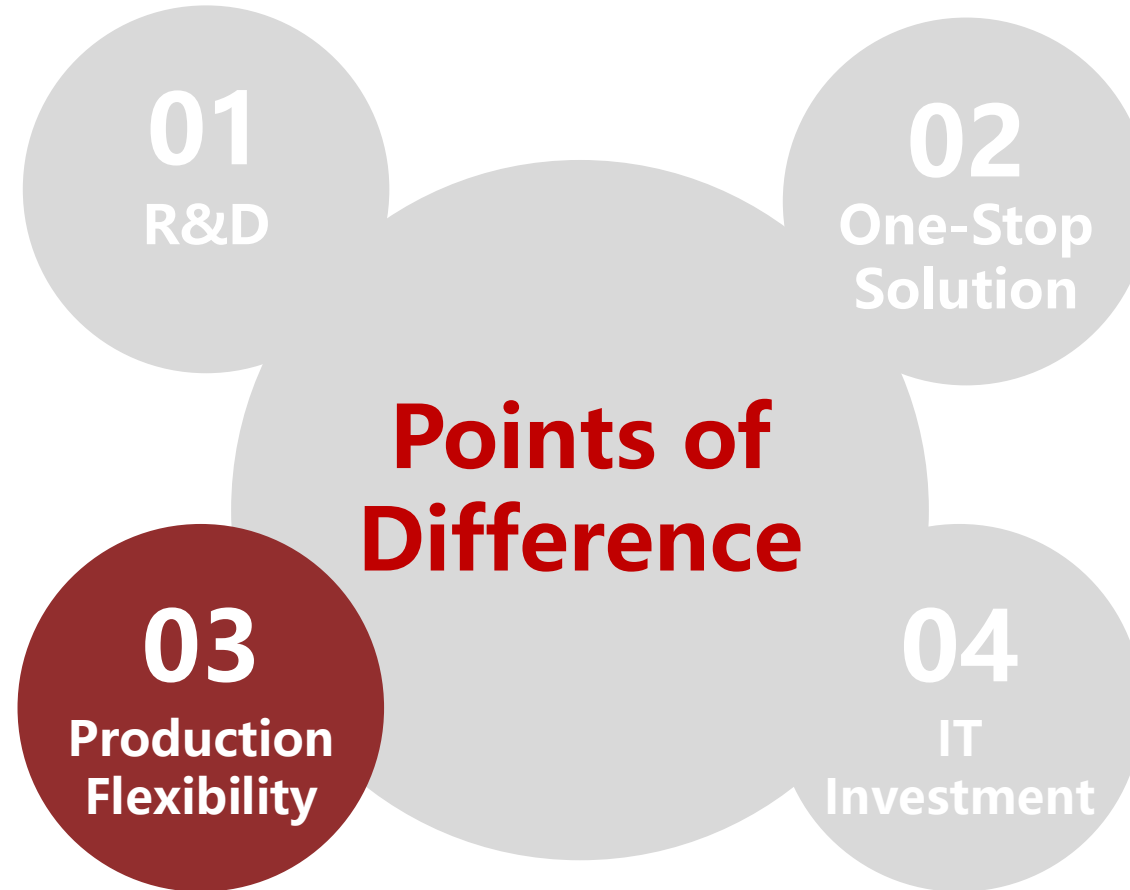 01
R&D
02
One-Stop
Solution
Points of
Difference
03
Production
Flexibility
04
IT
Investment